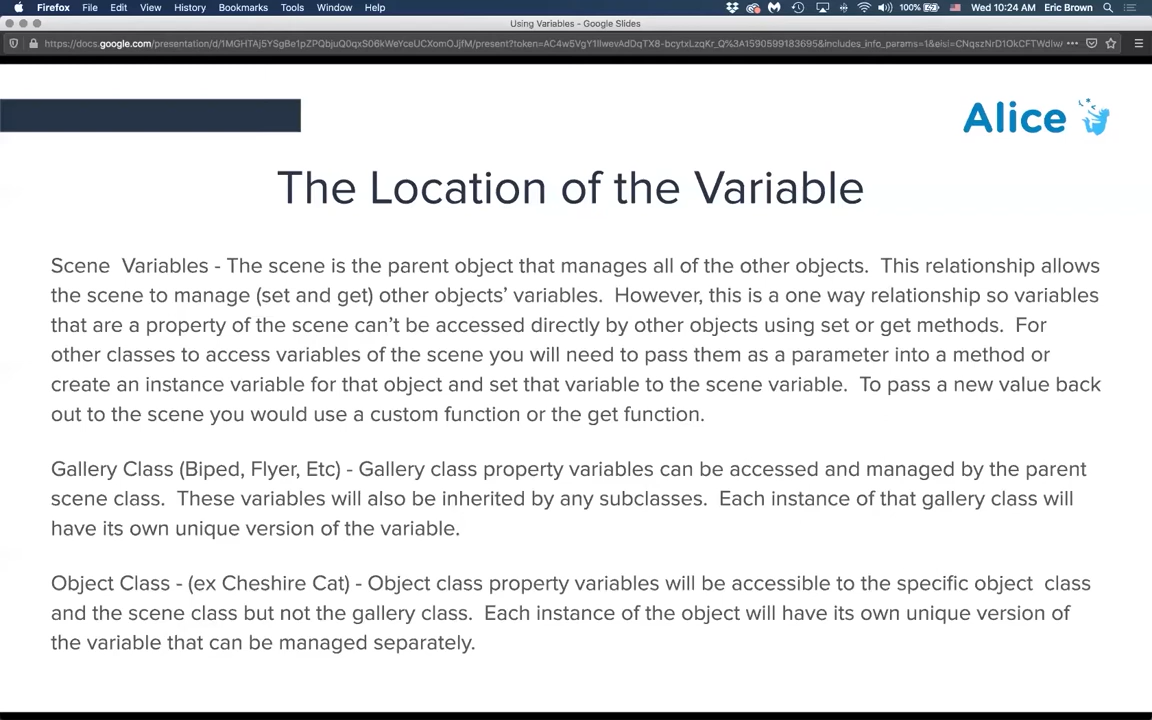 Firefox File Edit View History Bookmarks Tools Window Help 100% Wed 10:24 AM Eric Brown
Using Variables - Google Slides
Alice
The Location of the Variable
Scene Variables - The scene is the parent object that manages all of the other objects. This relationship allows
the scene to manage (set and get) other objects’ variables. However, this is a one way relationship so variables
that are a property of the scene can’t be accessed directly by other objects using set or get methods. For
other classes to access variables of the scene you will need to pass them as a parameter into a method or
create an instance variable for that object and set that variable to the scene variable. To pass a new value back
out to the scene you would use a custom function or the get function.
Gallery Class (Biped, Flyer, Etc) - Gallery class property variables can be accessed and managed by the parent
scene class. These variables will also be inherited by any subclasses. Each instance of that gallery class will
have its own unique version of the variable.
Object Class - (ex Cheshire Cat) - Object class property variables will be accessible to the specific object class
and the scene class but not the gallery class. Each instance of the object will have its own unique version of
the variable that can be managed separately.